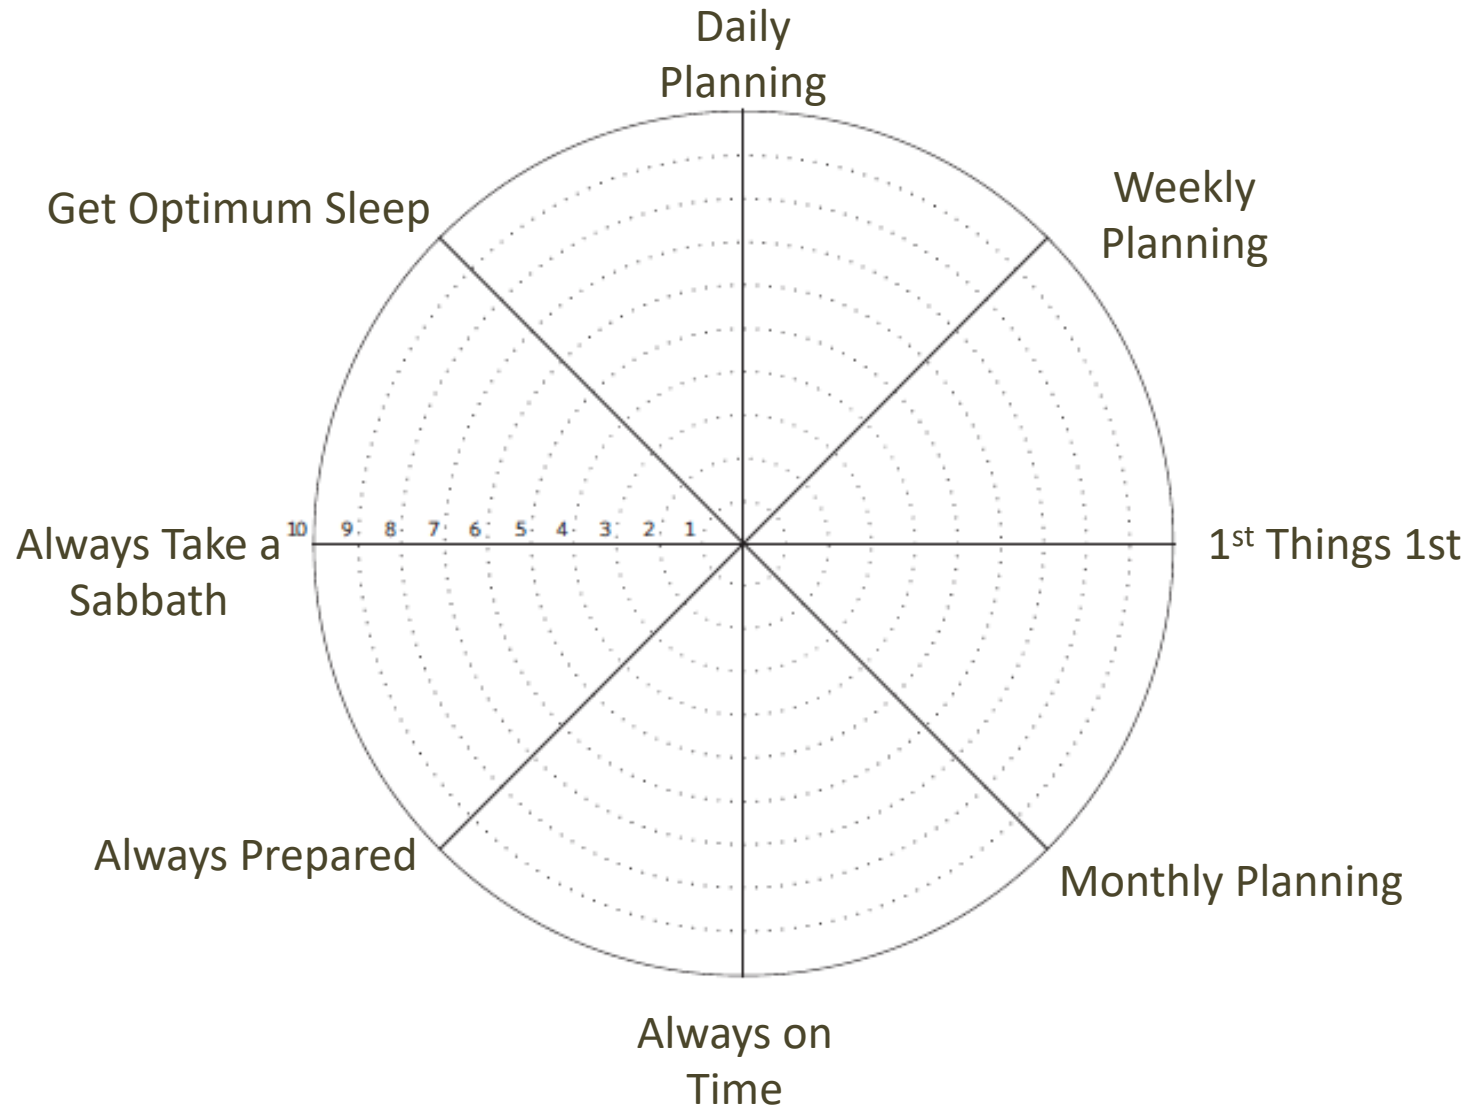 Daily
Planning
Weekly
Planning
Get Optimum Sleep
10 9 8 7 6 5 4 3 2 1
Always Take a
Sabbath
1st Things 1st
Always Prepared
Monthly Planning
Always on
Time